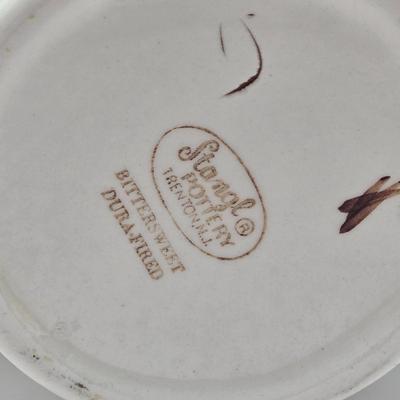 Stangl ®
POTTERY
TRENTON, N.J.
BITTERSWEET
DURA-FIRED